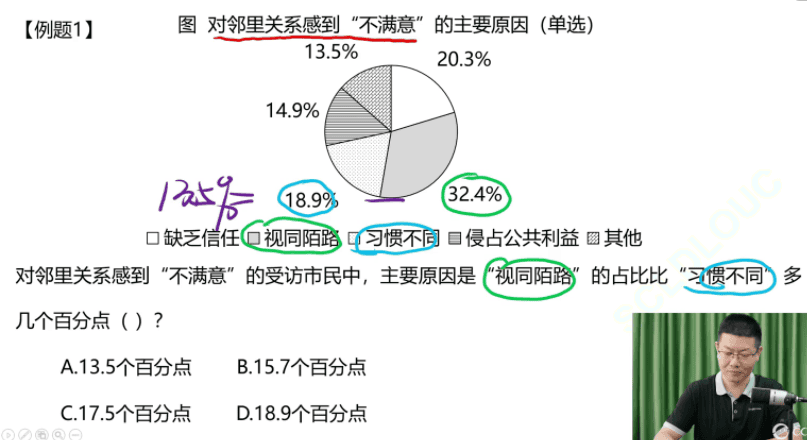 【例题1】 图 对邻里关系感到“不满意”的主要原因（单选）
13.5%
20.3%
14.9%
13.5%
18.9%
32.4%
□缺乏信任 □视同陌路 □习惯不同 ▤侵占公共利益 ▨其他
对邻里关系感到“不满意”的受访市民中，主要原因是“视同陌路”的占比比“习惯不同”多
几个百分点（ ）？
A.13.5个百分点 B.15.7个百分点
C.17.5个百分点 D.18.9个百分点